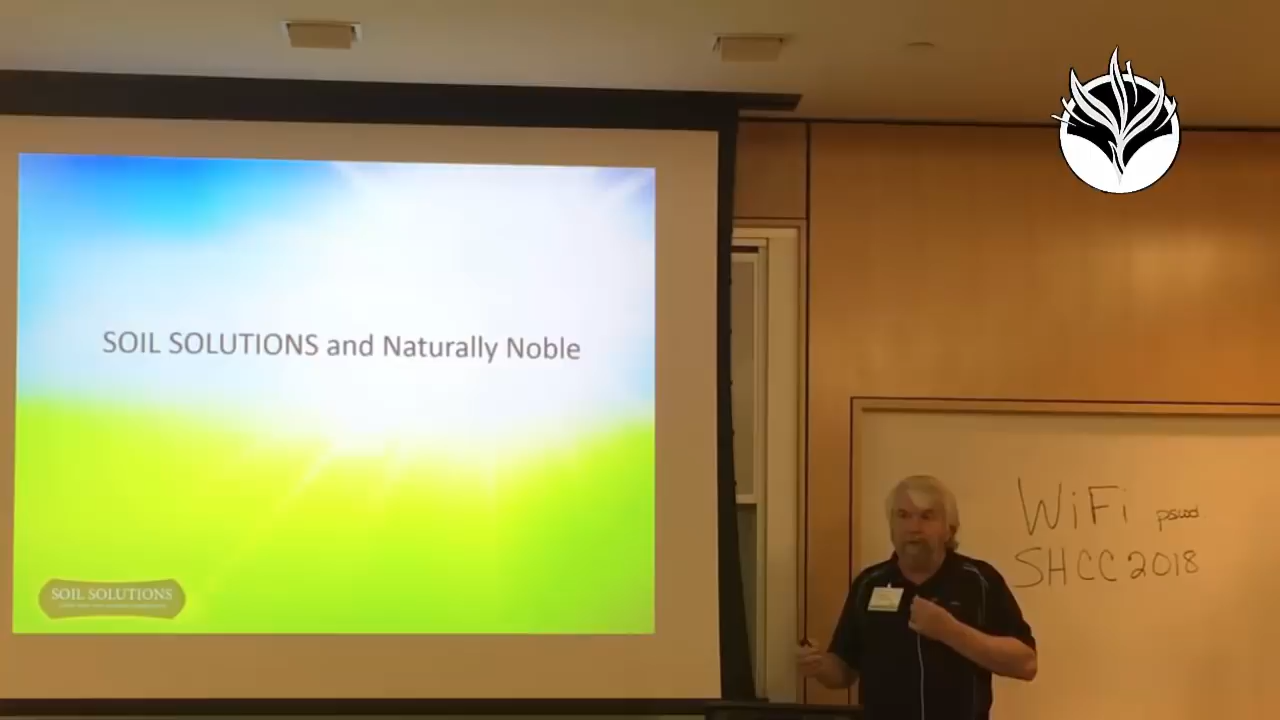 SOIL SOLUTIONS and Naturally Noble
SOIL SOLUTIONS
WiFi pswd
SHCC2018